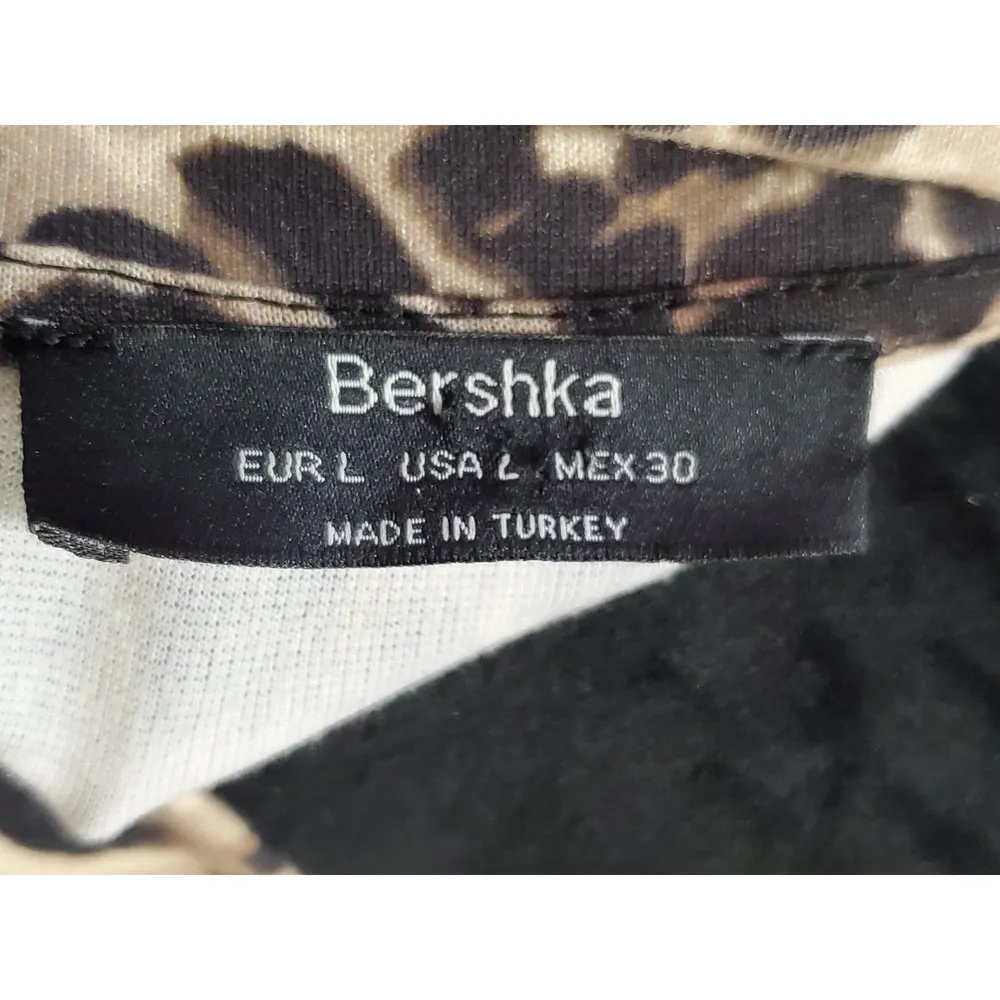 Bershka
EUR L USA L MEX 30
MADE IN TURKEY